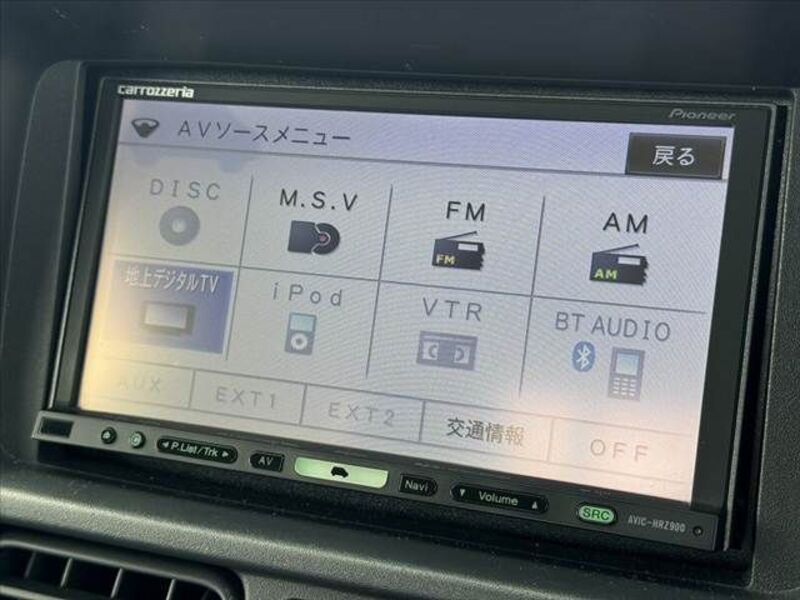 carrozzeria
Pioneer
AVソースメニュー
戻る
DISC
M.S.V
FM
AM
FM
AM
地上デジタルTV
iPod
VTR
BT AUDIO
AUX
EXT1
EXT2
交通情報
OFF
P.List/Trk
AV
Navi
Volume
SRC
AVIC-HRZ900